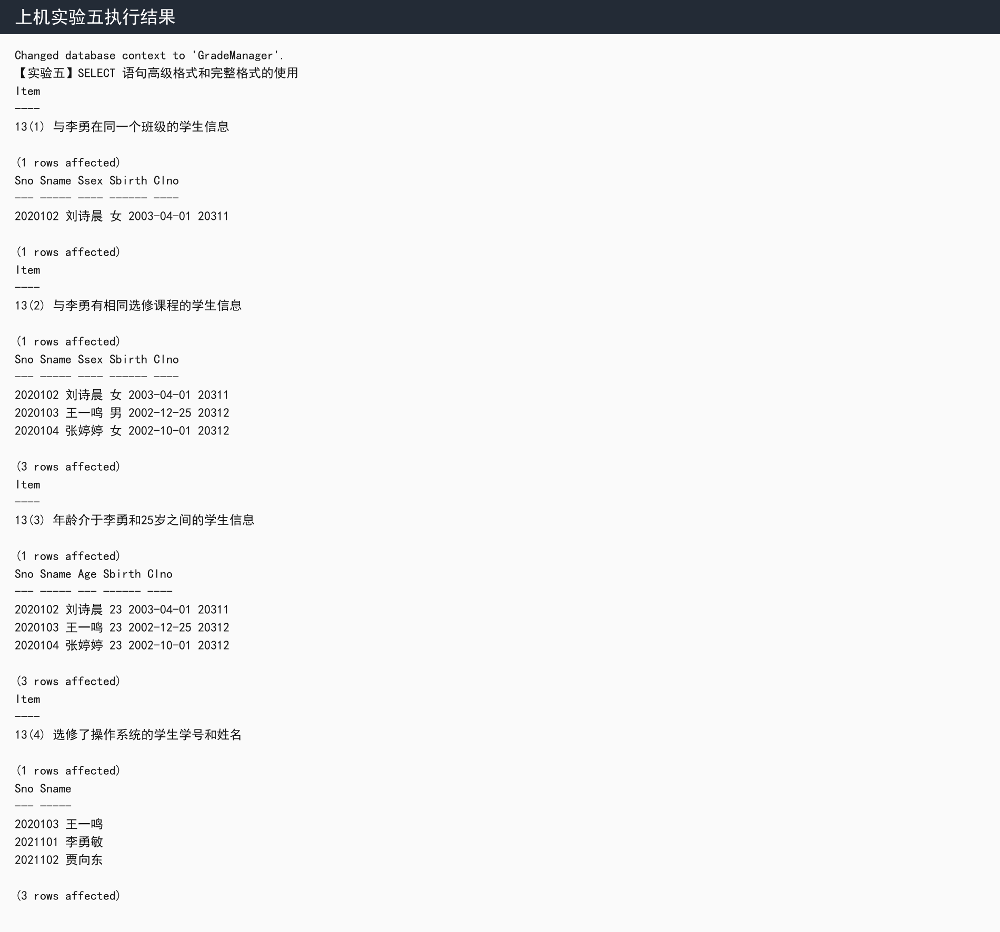 上机实验五执行结果
Changed database context to 'GradeManager'.
【实验五】SELECT 语句高级格式和完整格式的使用
Item
----
13(1) 与李勇在同一个班级的学生信息
(1 rows affected)
Sno Sname Ssex Sbirth Clno
--- ----- ---- ------ ----
2020102 刘诗晨 女 2003-04-01 20311
(1 rows affected)
Item
----
13(2) 与李勇有相同选修课程的学生信息
(1 rows affected)
Sno Sname Ssex Sbirth Clno
--- ----- ---- ------ ----
2020102 刘诗晨 女 2003-04-01 20311
2020103 王一鸣 男 2002-12-25 20312
2020104 张婷婷 女 2002-10-01 20312
(3 rows affected)
Item
----
13(3) 年龄介于李勇和25岁之间的学生信息
(1 rows affected)
Sno Sname Age Sbirth Clno
--- ----- --- ------ ----
2020102 刘诗晨 23 2003-04-01 20311
2020103 王一鸣 23 2002-12-25 20312
2020104 张婷婷 23 2002-10-01 20312
(3 rows affected)
Item
----
13(4) 选修了操作系统的学生学号和姓名
(1 rows affected)
Sno Sname
--- -----
2020103 王一鸣
2021101 李勇敏
2021102 贾向东
(3 rows affected)